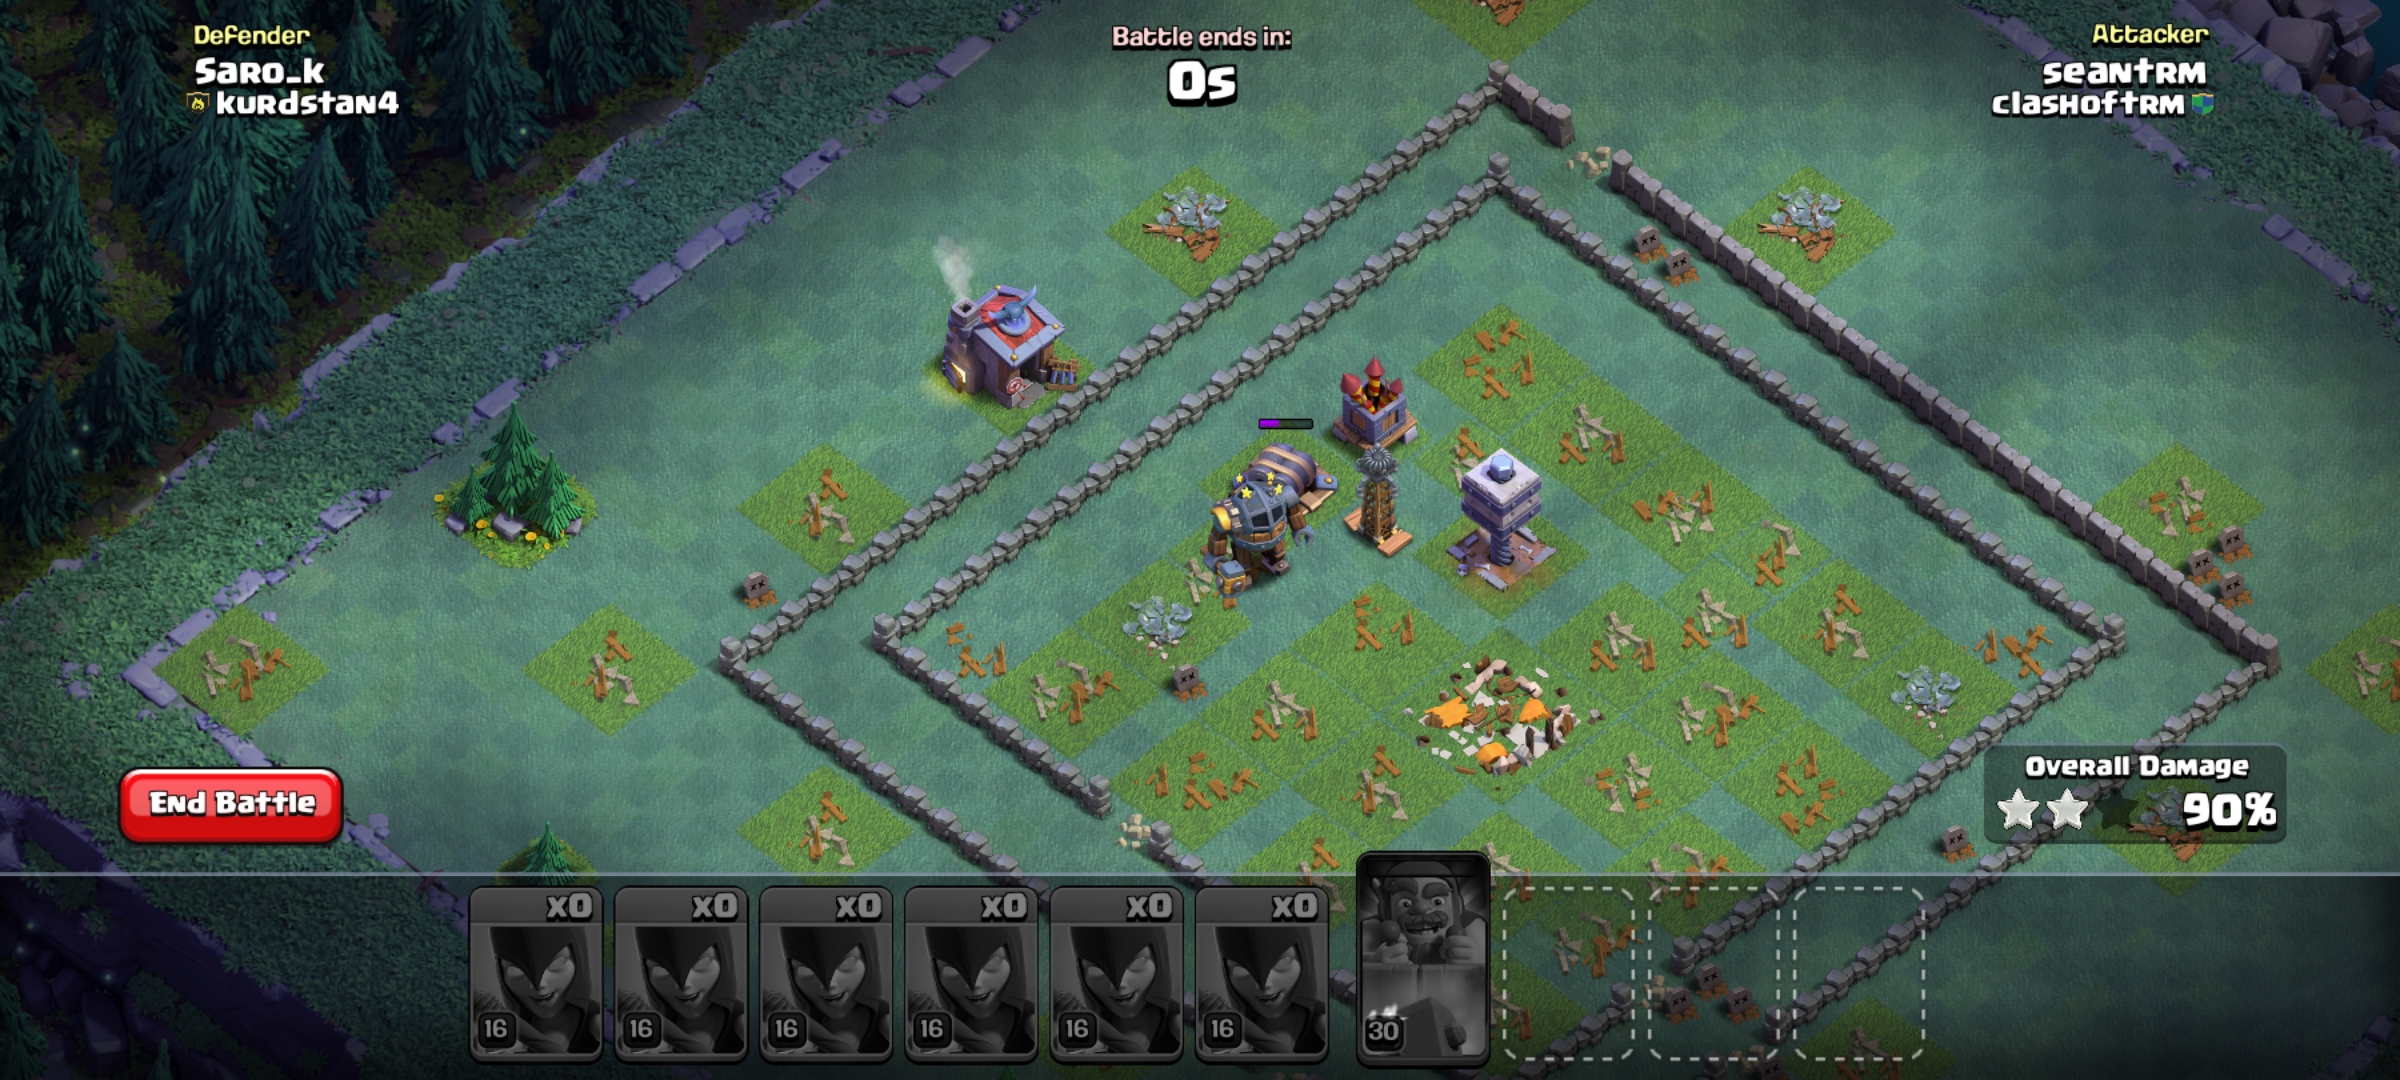 Defender
Saro_k
kurdstan4
Battle ends in:
0s
Attacker
seantRM
clashoftRM
End Battle
Overall Damage
90%
x0 x0 x0 x0 x0 x0
16 16 16 16 16 16 30